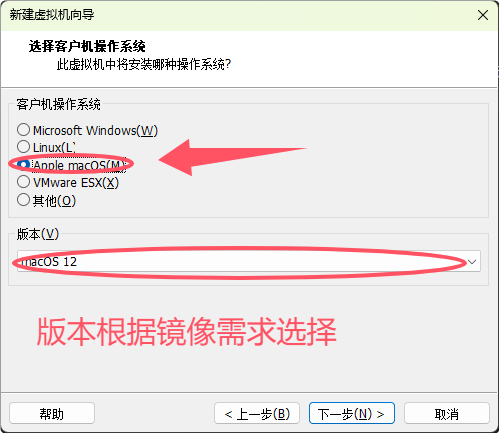 新建虚拟机向导
选择客户机操作系统
此虚拟机中将安装哪种操作系统?
客户机操作系统
Microsoft Windows(W)
Linux(L)
Apple macOS(M)
VMware ESX(X)
其他(O)
版本(V)
macOS 12
版本根据镜像需求选择
帮助
< 上一步(B)
下一步(N) >
取消